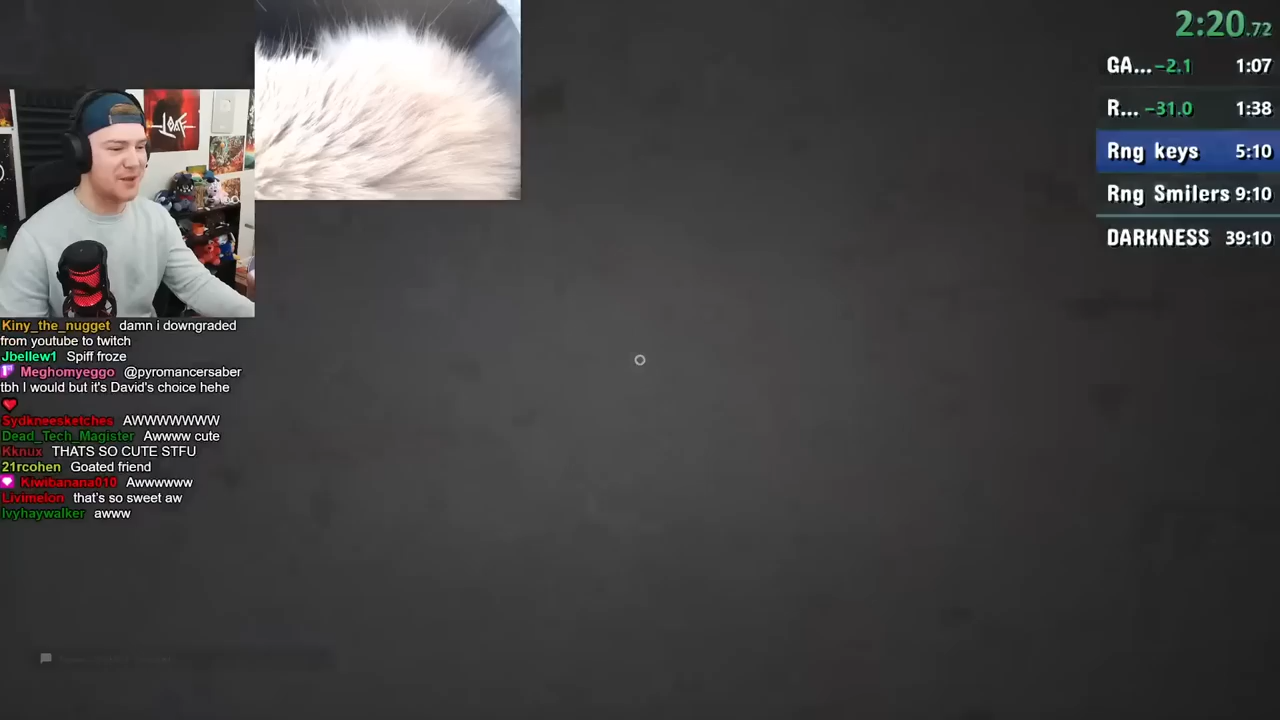 2:20.72
GA... -2.1 1:07
R... -31.0 1:38
Rng keys 5:10
Rng Smilers 9:10
DARKNESS 39:10
LOAF
Kiny_the_nugget damn i downgraded
from youtube to twitch
Jbellew1 Spiff froze
Meghomyeggo @pyromancersaber
tbh I would but it's David's choice hehe
Sydkneesketches AWWWWWWW
Dead_Tech_Magister Awwww cute
Kknux THATS SO CUTE STFU
21rcohen Goated friend
Kiwibanana010 Awwwwww
Livimelon that's so sweet aw
Ivyhaywalker awww